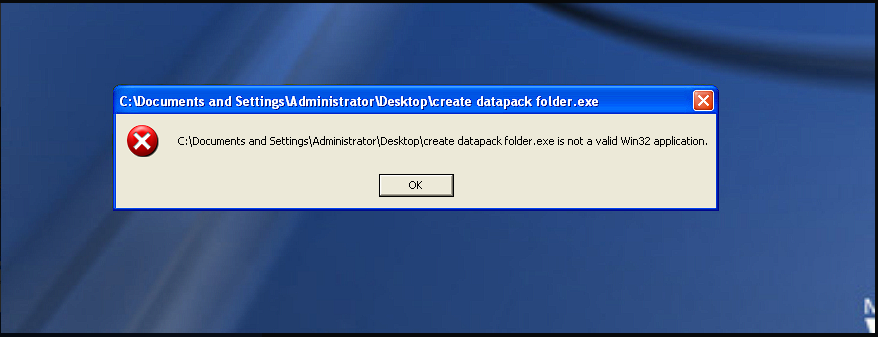 C:\Documents and Settings\Administrator\Desktop\create datapack folder.exe
C:\Documents and Settings\Administrator\Desktop\create datapack folder.exe is not a valid Win32 application.
OK